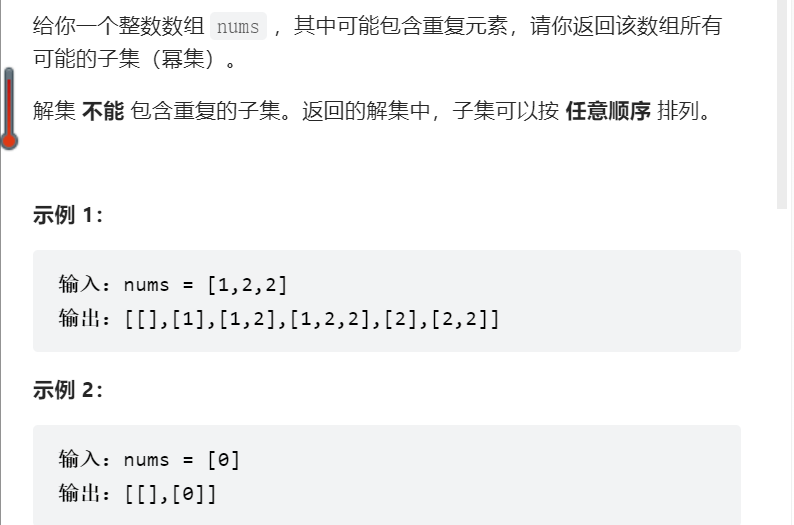 给你一个整数数组 nums ，其中可能包含重复元素，请你返回该数组所有
可能的子集（幂集）。
解集 不能 包含重复的子集。返回的解集中，子集可以按 任意顺序 排列。
示例 1：
输入：nums = [1,2,2]
输出：[[],[1],[1,2],[1,2,2],[2],[2,2]]
示例 2：
输入：nums = [0]
输出：[[],[0]]